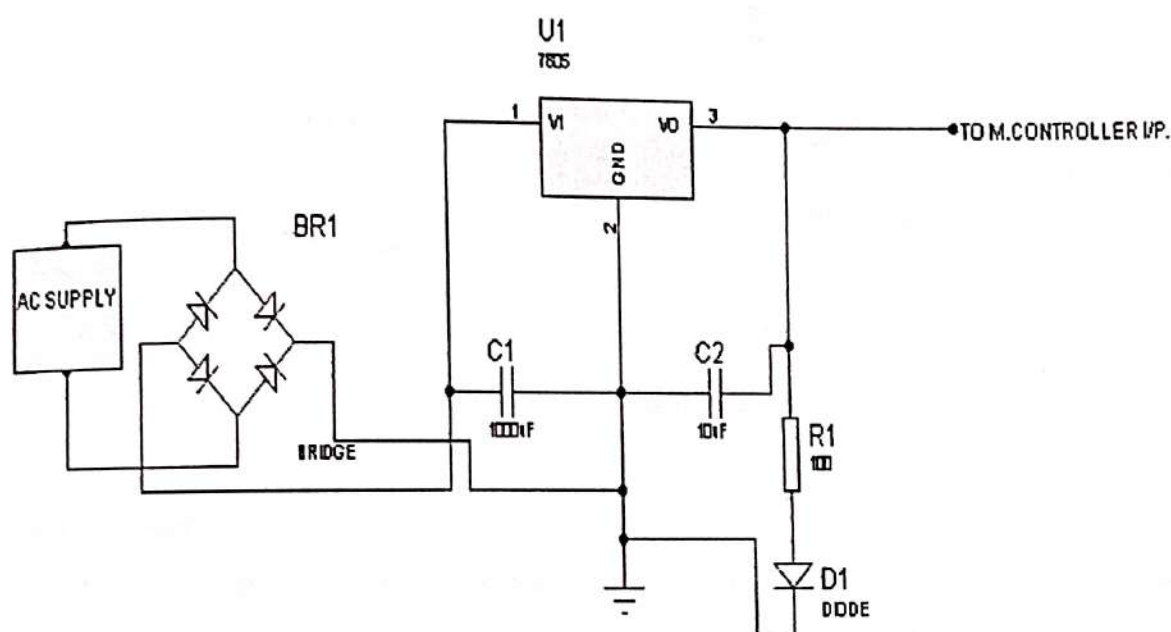 U1
7805
1
VI
VO
3
TO M.CONTROLLER I/P.
GND
2
BR1
AC SUPPLY
C1
1000uF
C2
10uF
BRIDGE
R1
100
D1
DIODE